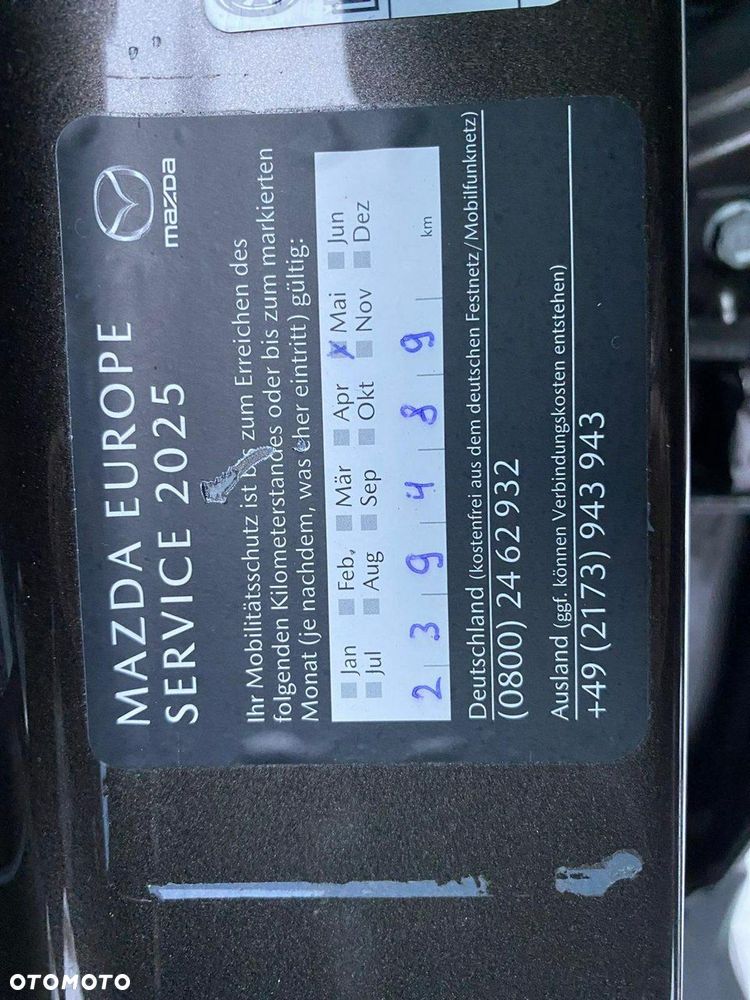 mazda
MAZDA EUROPE
SERVICE 2025
Ihr Mobilitätsschutz ist bis zum Erreichen des
folgenden Kilometerstandes oder bis zum markierten
Monat (je nachdem, was eher eintritt) gültig:
Jan Feb. Mär Apr Mai Jun
Jul Aug Sep Okt Nov Dez
2 3 9 4 8 9 km
Deutschland (kostenfrei aus dem deutschen Festnetz/Mobilfunknetz)
(0800) 24 62 932
Ausland (ggf. können Verbindungskosten entstehen)
+49 (2173) 943 943
OTOMOTO